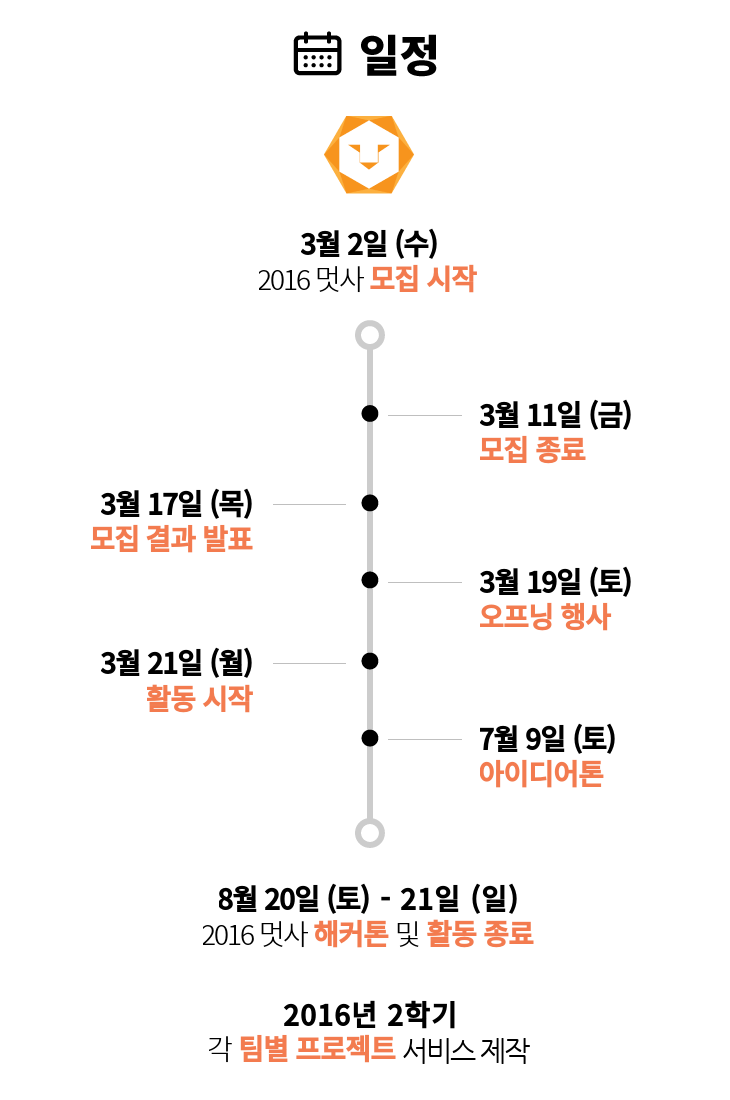 일정
3월 2일 (수)
2016 멋사 모집 시작
3월 11일 (금)
모집 종료
3월 17일 (목)
모집 결과 발표
3월 19일 (토)
오프닝 행사
3월 21일 (월)
활동 시작
7월 9일 (토)
아이디어톤
8월 20일 (토) - 21일 (일)
2016 멋사 해커톤 및 활동 종료
2016년 2학기
각 팀별 프로젝트 서비스 제작